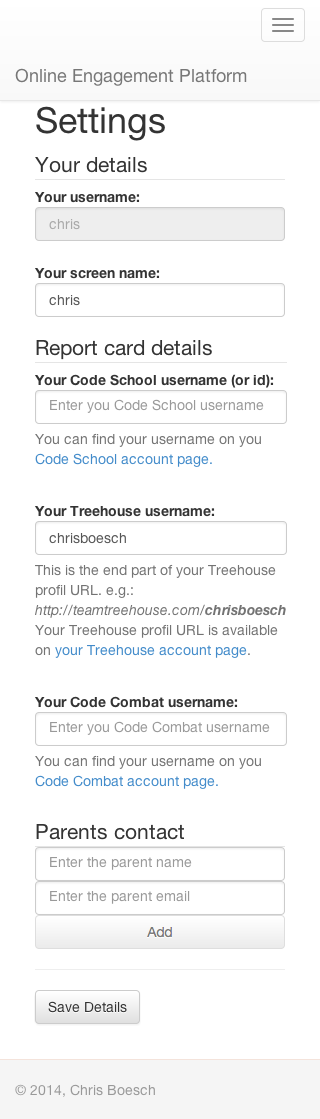 Online Engagement Platform
Settings
Your details
Your username:
chris
Your screen name:
chris
Report card details
Your Code School username (or id):
Enter you Code School username
You can find your username on you
Code School account page.
Your Treehouse username:
chrisboesch
This is the end part of your Treehouse
profil URL. e.g.:
http://teamtreehouse.com/chrisboesch
Your Treehouse profil URL is available
on your Treehouse account page.
Your Code Combat username:
Enter you Code Combat username
You can find your username on you
Code Combat account page.
Parents contact
Enter the parent name
Enter the parent email
Add
Save Details
© 2014, Chris Boesch